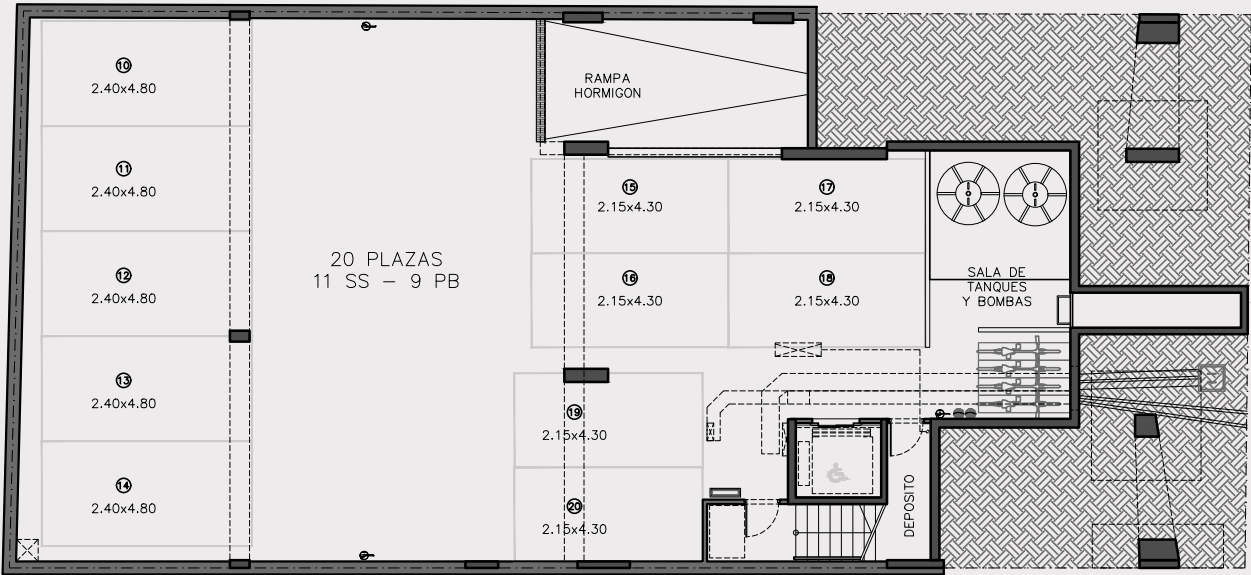 10
2.40x4.80
11
2.40x4.80
12
2.40x4.80
13
2.40x4.80
14
2.40x4.80
20 PLAZAS
11 SS – 9 PB
RAMPA
HORMIGON
15
2.15x4.30
17
2.15x4.30
16
2.15x4.30
18
2.15x4.30
19
2.15x4.30
20
2.15x4.30
SALA DE
TANQUES
Y BOMBAS
DEPOSITO